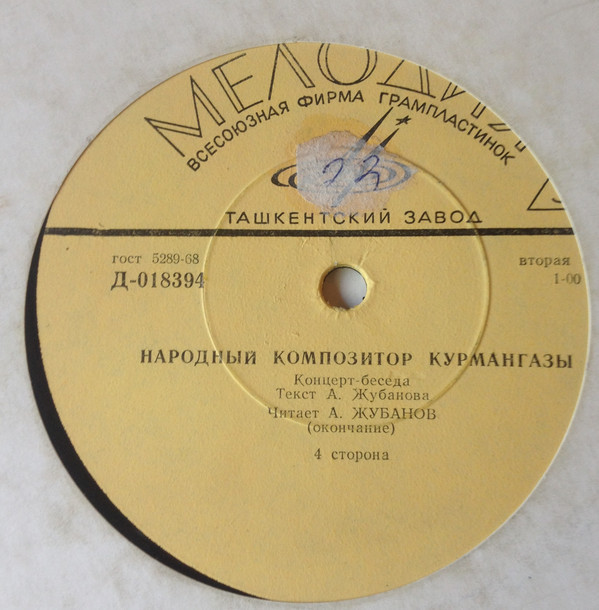 МЕЛОДИЯ
ВСЕСОЮЗНАЯ ФИРМА ГРАМПЛАСТИНОК
22
ТАШКЕНТСКИЙ ЗАВОД
гост 5289-68
Д-018394
вторая
1-00
НАРОДНЫЙ КОМПОЗИТОР КУРМАНГАЗЫ
Концерт-беседа
Текст А. Жубанова
Читает А. ЖУБАНОВ
(окончание)
4 сторона